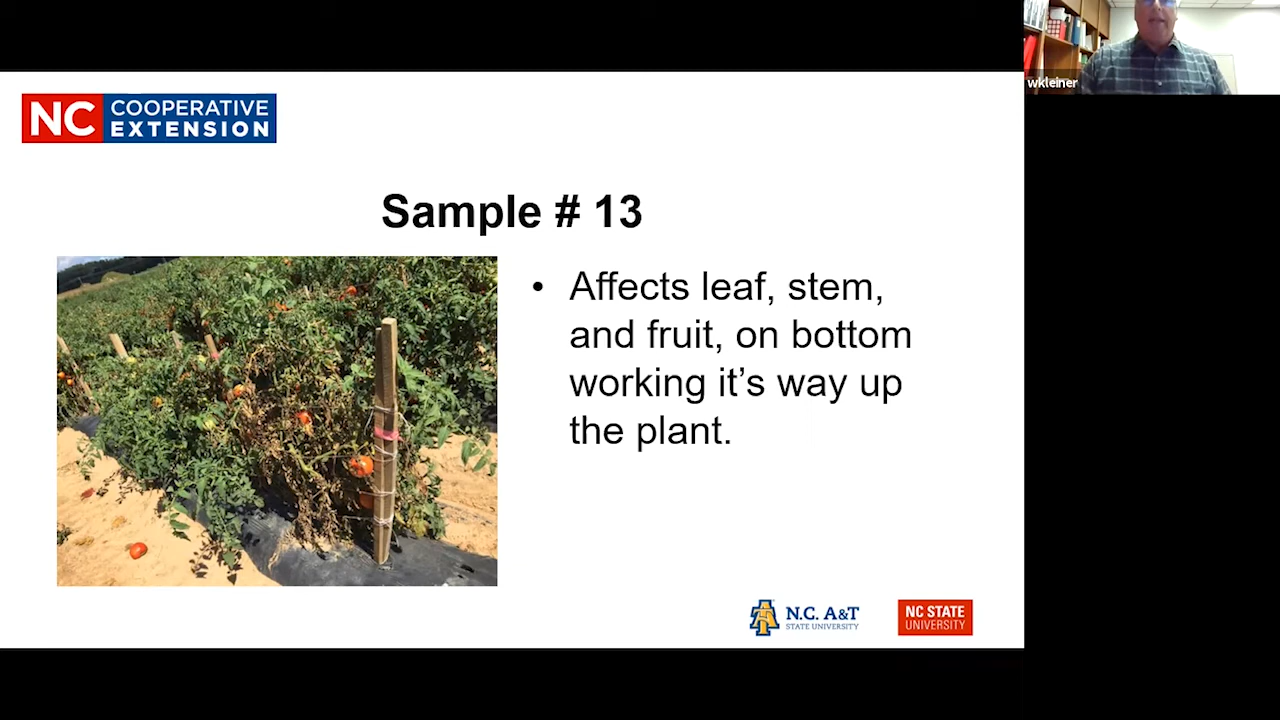 wkleiner
NC COOPERATIVE
EXTENSION
Sample # 13
• Affects leaf, stem,
and fruit, on bottom
working it’s way up
the plant.
N.C. A&T
STATE UNIVERSITY
NC STATE
UNIVERSITY